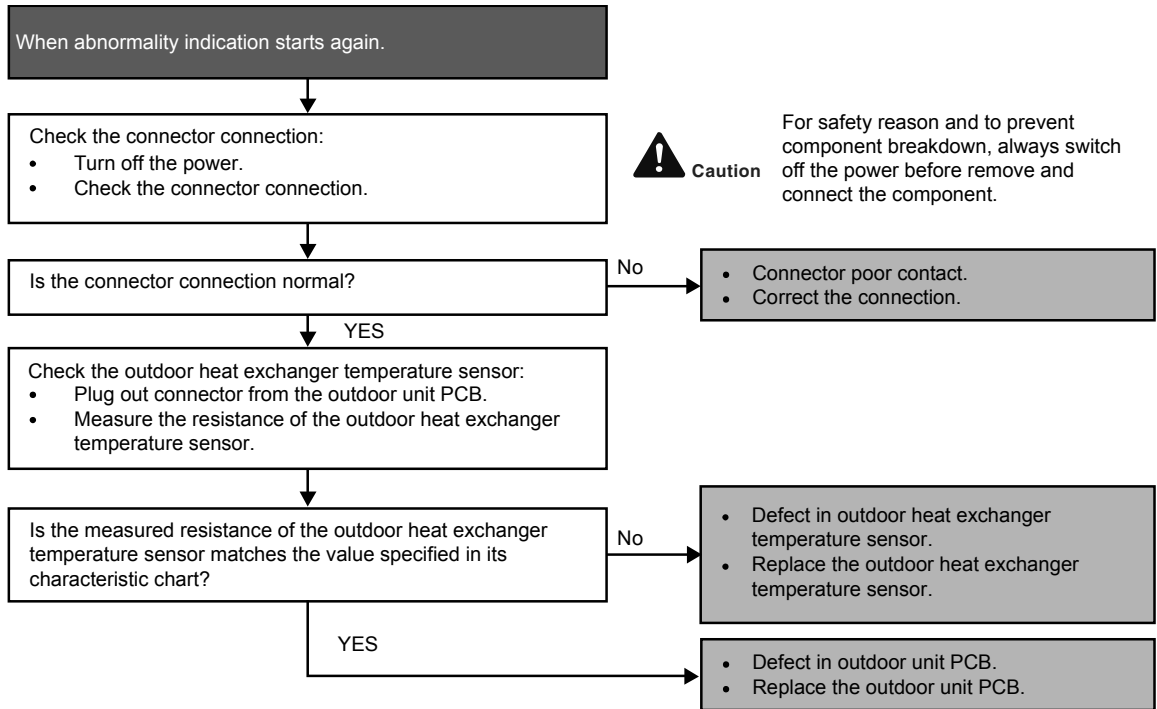 When abnormality indication starts again.
Check the connector connection:
• Turn off the power.
• Check the connector connection.
Caution
For safety reason and to prevent
component breakdown, always switch
off the power before remove and
connect the component.
Is the connector connection normal?
No
• Connector poor contact.
• Correct the connection.
YES
Check the outdoor heat exchanger temperature sensor:
• Plug out connector from the outdoor unit PCB.
• Measure the resistance of the outdoor heat exchanger
temperature sensor.
Is the measured resistance of the outdoor heat exchanger
temperature sensor matches the value specified in its
characteristic chart?
No
• Defect in outdoor heat exchanger
temperature sensor.
• Replace the outdoor heat exchanger
temperature sensor.
YES
• Defect in outdoor unit PCB.
• Replace the outdoor unit PCB.